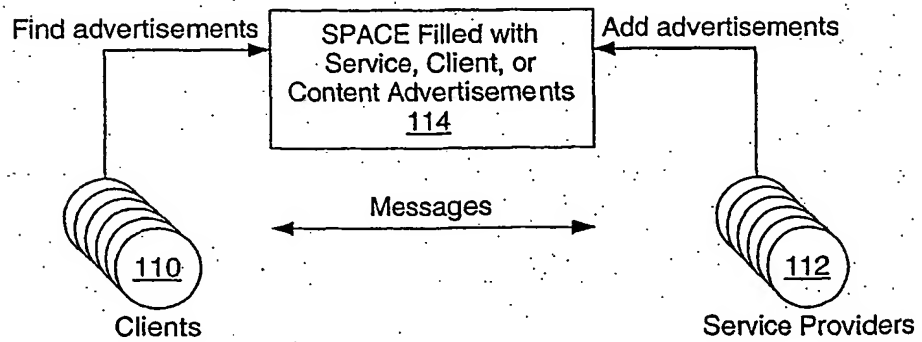 Find advertisements
SPACE Filled with
Service, Client, or
Content Advertisements
114
Add advertisements
Messages
110
112
Clients
Service Providers